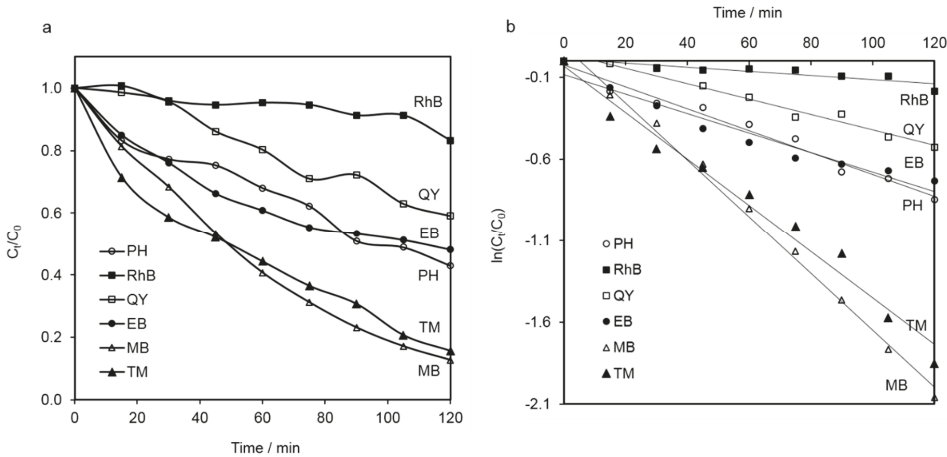 a
C_t/C_0
1.0
0.8
0.6
0.4
0.2
0.0
0
20
40
60
80
100
120
Time / min
RhB
QY
EB
PH
TM
MB
PH
RhB
QY
EB
MB
TM
b
Time / min
0
20
40
60
80
100
120
ln(C_t/C_0)
-0.1
-0.6
-1.1
-1.6
-2.1
RhB
QY
EB
PH
TM
MB
PH
RhB
QY
EB
MB
TM